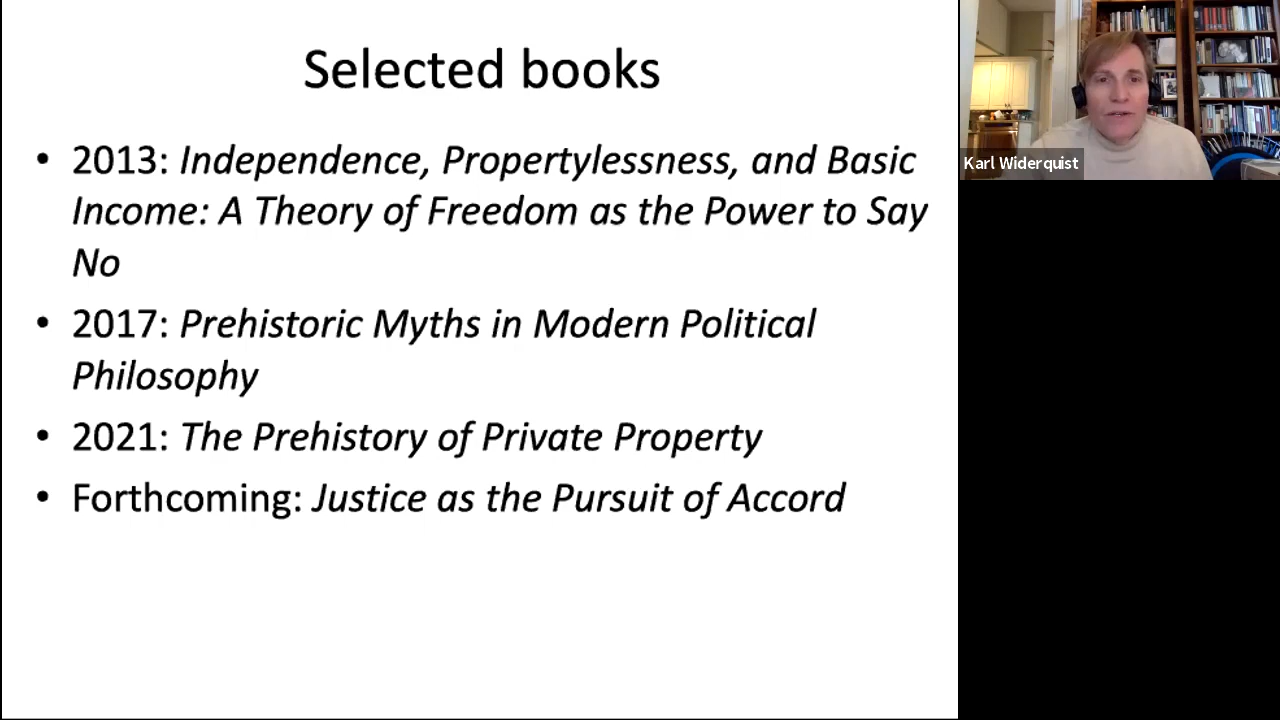 Selected books
• 2013: Independence, Propertylessness, and Basic
Income: A Theory of Freedom as the Power to Say
No
• 2017: Prehistoric Myths in Modern Political
Philosophy
• 2021: The Prehistory of Private Property
• Forthcoming: Justice as the Pursuit of Accord
Karl Widerquist